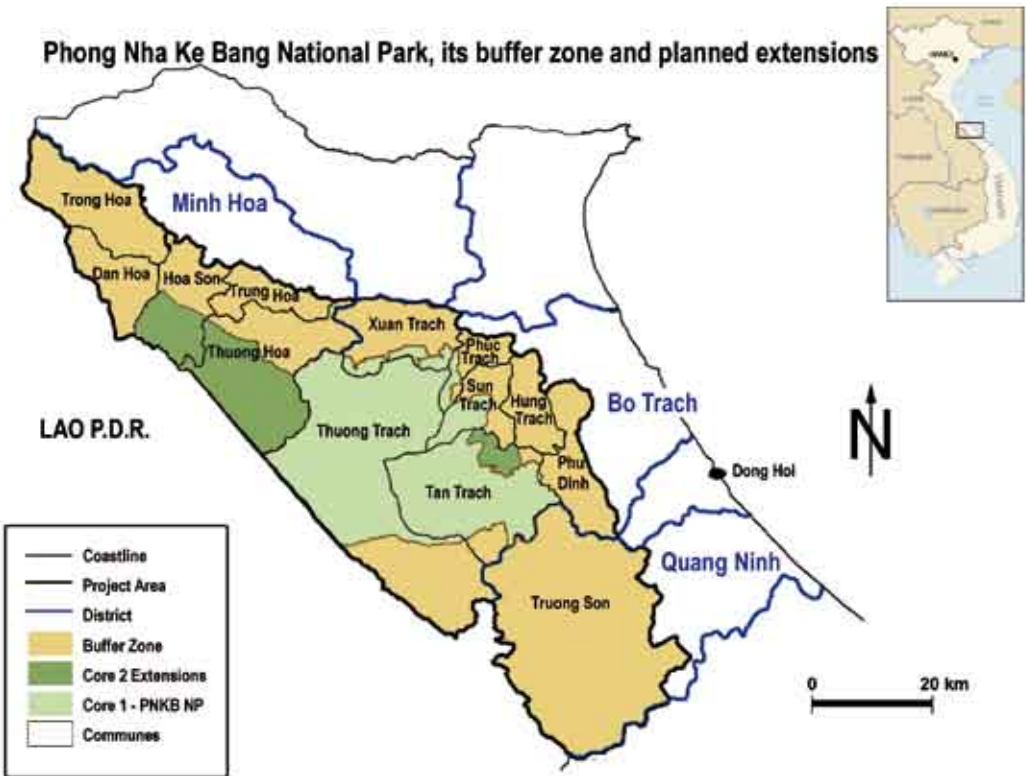 Phong Nha Ke Bang National Park, its buffer zone and planned extensions
HANOI
Trong Hoa
Minh Hoa
Dan Hoa
Hoa Son
Trung Hoa
Xuan Trach
Thuong Hoa
Phuc
Trach
Sun
Trach
Hung
Trach
Bo Trach
LAO P.D.R.
Thuong Trach
N
Phu
Dinh
Dong Hoi
Tan Trach
Quang Ninh
Truong Son
Coastline
Project Area
District
Buffer Zone
Core 2 Extensions
Core 1 - PNKB NP
Communes
0 20 km